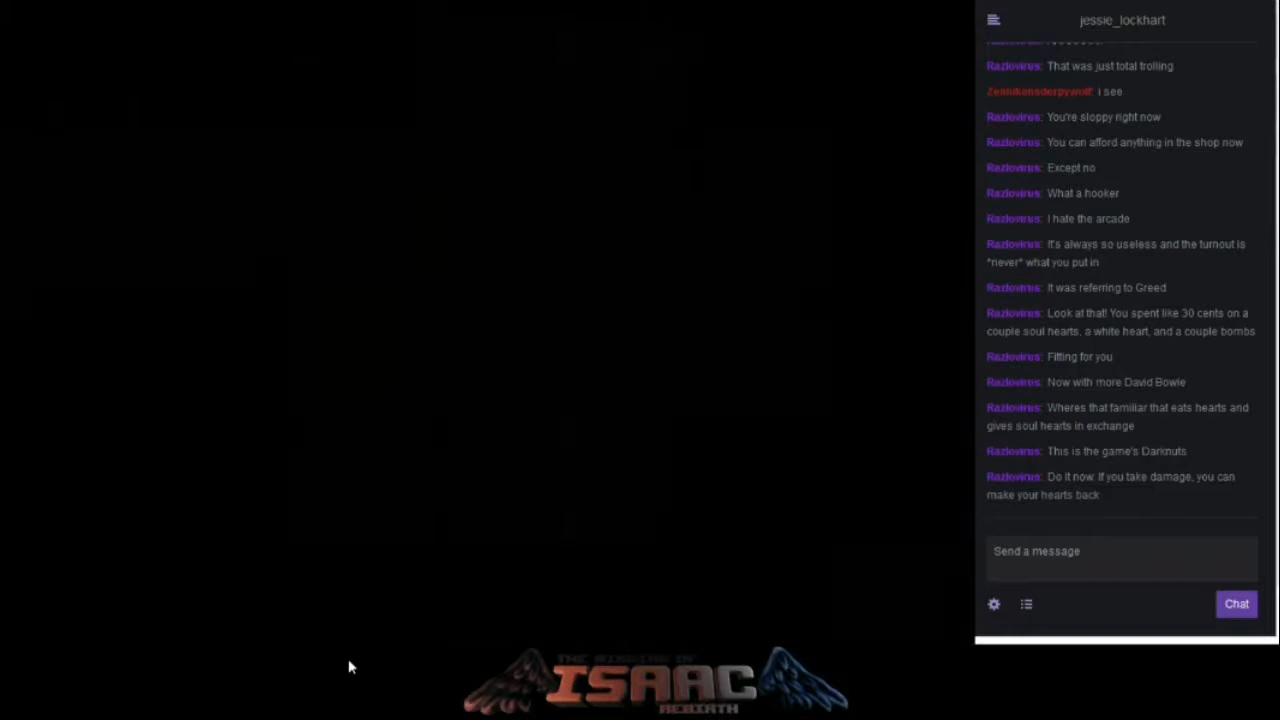 jessie_lockhart
Razlovirus: That was just total trolling
i see
Razlovirus: You're sloppy right now
Razlovirus: You can afford anything in the shop now
Razlovirus: Except no
Razlovirus: What a hooker
Razlovirus: I hate the arcade
Razlovirus: It's always so useless and the turnout is
*never* what you put in
Razlovirus: It was referring to Greed
Razlovirus: Look at that! You spent like 30 cents on a
couple soul hearts, a white heart, and a couple bombs
Razlovirus: Fitting for you
Razlovirus: Now with more David Bowie
Razlovirus: Wheres that familiar that eats hearts and
gives soul hearts in exchange
Razlovirus: This is the game's Darknuts
Razlovirus: Do it now. If you take damage, you can
make your hearts back
Send a message
Chat
THE BINDING OF
ISAAC
REBIRTH